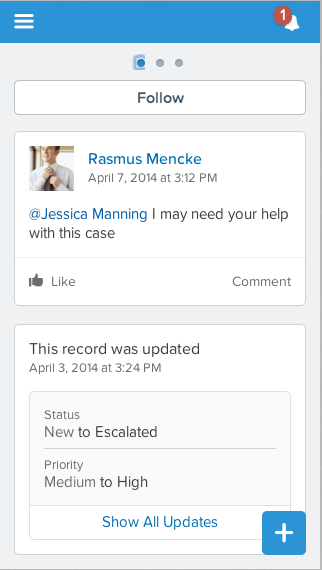 1
Follow
Rasmus Mencke
April 7, 2014 at 3:12 PM
@Jessica Manning I may need your help
with this case
Like
Comment
This record was updated
April 3, 2014 at 3:24 PM
Status
New to Escalated
Priority
Medium to High
Show All Updates